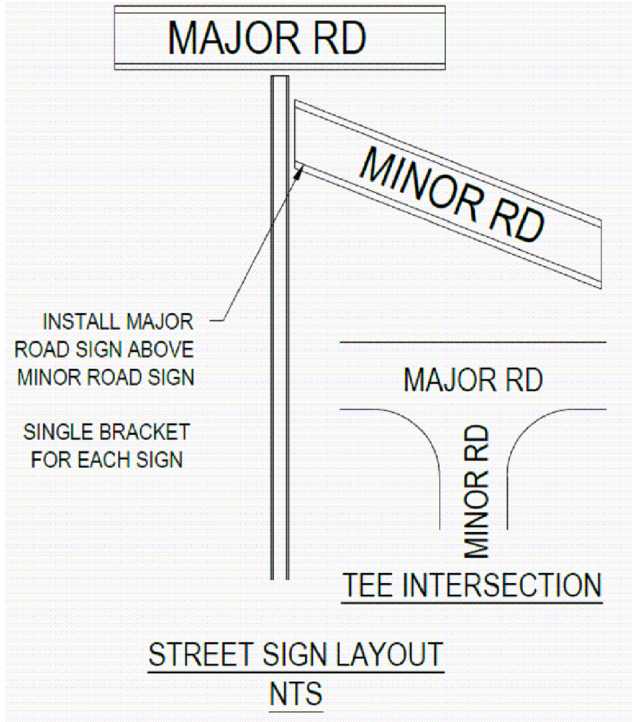 MAJOR RD
MINOR RD
INSTALL MAJOR
ROAD SIGN ABOVE
MINOR ROAD SIGN
SINGLE BRACKET
FOR EACH SIGN
MAJOR RD
MINOR RD
TEE INTERSECTION
STREET SIGN LAYOUT
NTS